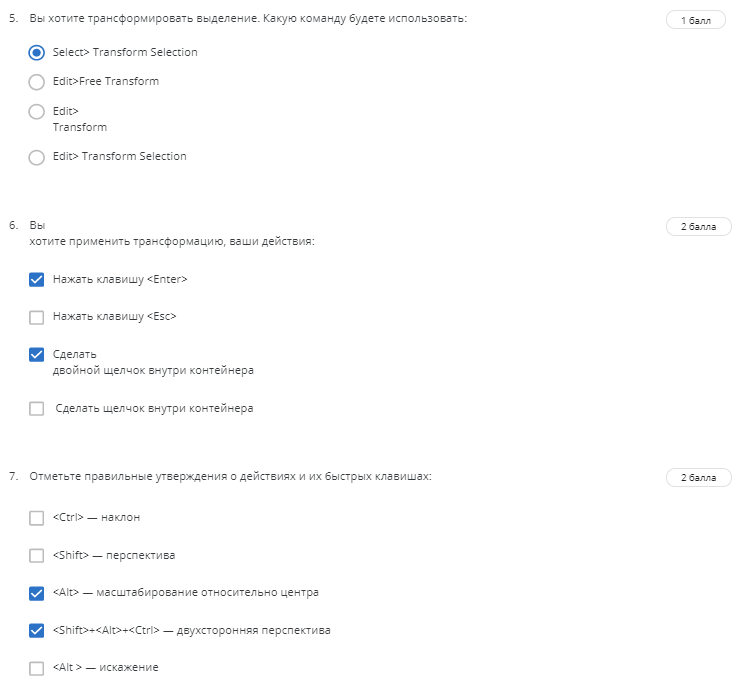 5. Вы хотите трансформировать выделение. Какую команду будете использовать:
1 балл
Select> Transform Selection
Edit>Free Transform
Edit>
Transform
Edit> Transform Selection
6. Вы
хотите применить трансформацию, ваши действия:
2 балла
Нажать клавишу <Enter>
Нажать клавишу <Esc>
Сделать
двойной щелчок внутри контейнера
Сделать щелчок внутри контейнера
7. Отметьте правильные утверждения о действиях и их быстрых клавишах:
2 балла
<Ctrl> — наклон
<Shift> — перспектива
<Alt> — масштабирование относительно центра
<Shift>+<Alt>+<Ctrl> — двухсторонняя перспектива
<Alt > — искажение